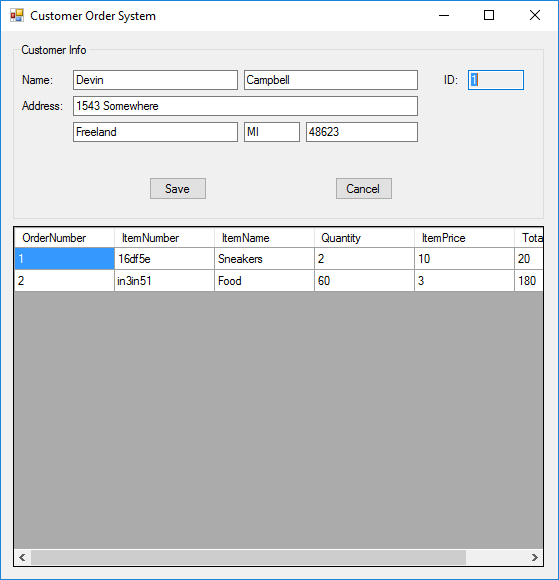 Customer Order System
Customer Info
Name: Devin Campbell ID: 1
Address: 1543 Somewhere
Freeland MI 48623
Save Cancel
OrderNumber ItemNumber ItemName Quantity ItemPrice Tota
1 16df5e Sneakers 2 10 20
2 in3in51 Food 60 3 180